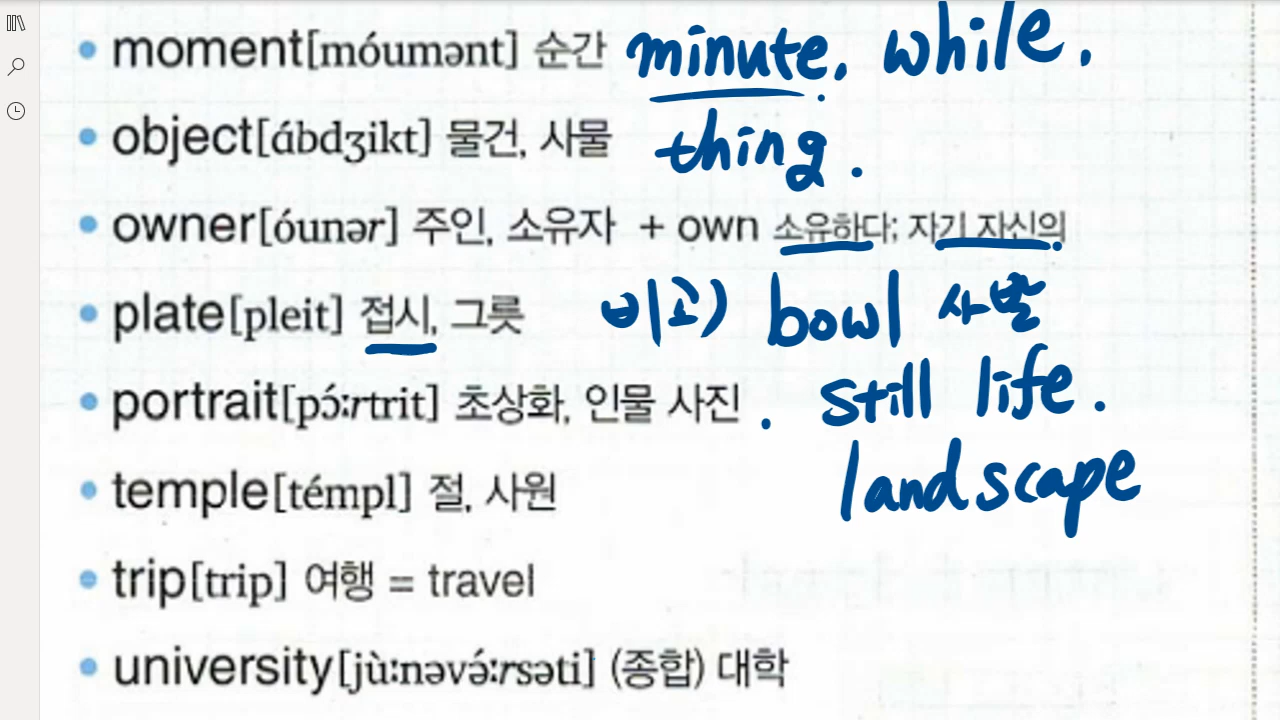 moment[móumənt] 순간 minute. while.
object[ábdʒikt] 물건, 사물 thing.
owner[óunər] 주인, 소유자 + own 소유하다; 자기 자신의
plate[pleit] 접시, 그릇 비고) bowl 사발
portrait[pɔ́ːrtrit] 초상화, 인물 사진. still life.
landscape
temple[témpl] 절, 사원
trip[trip] 여행 = travel
university[jùːnəvə́ːrsəti] (종합) 대학